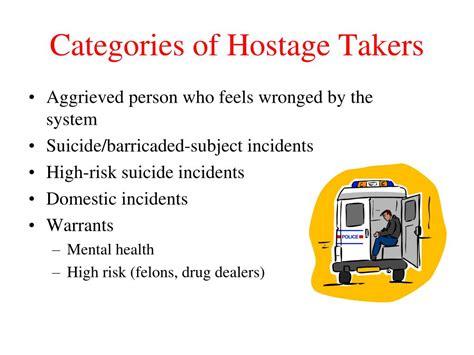 Categories of Hostage Takers
• Aggrieved person who feels wronged by the
system
• Suicide/barricaded-subject incidents
• High-risk suicide incidents
• Domestic incidents
• Warrants
– Mental health
– High risk (felons, drug dealers)
POLICE